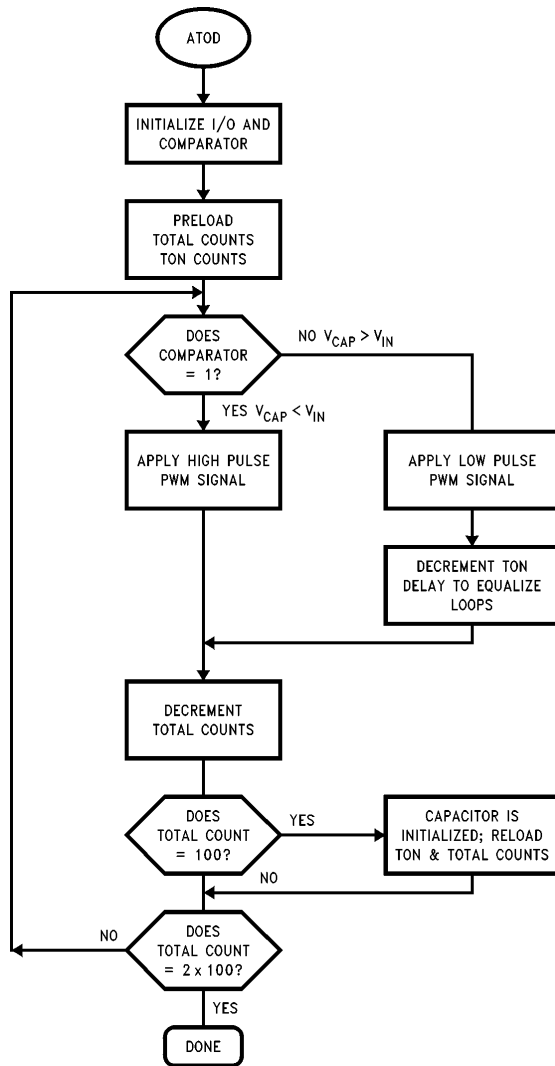 ATOD
INITIALIZE I/O AND
COMPARATOR
PRELOAD
TOTAL COUNTS
TON COUNTS
DOES
COMPARATOR
= 1?
NO V_CAP > V_IN
YES V_CAP < V_IN
APPLY HIGH PULSE
PWM SIGNAL
APPLY LOW PULSE
PWM SIGNAL
DECREMENT TON
DELAY TO EQUALIZE
LOOPS
DECREMENT
TOTAL COUNTS
DOES
TOTAL COUNT
= 100?
YES
CAPACITOR IS
INITIALIZED; RELOAD
TON & TOTAL COUNTS
NO
DOES
TOTAL COUNT
= 2 x 100?
NO
YES
DONE